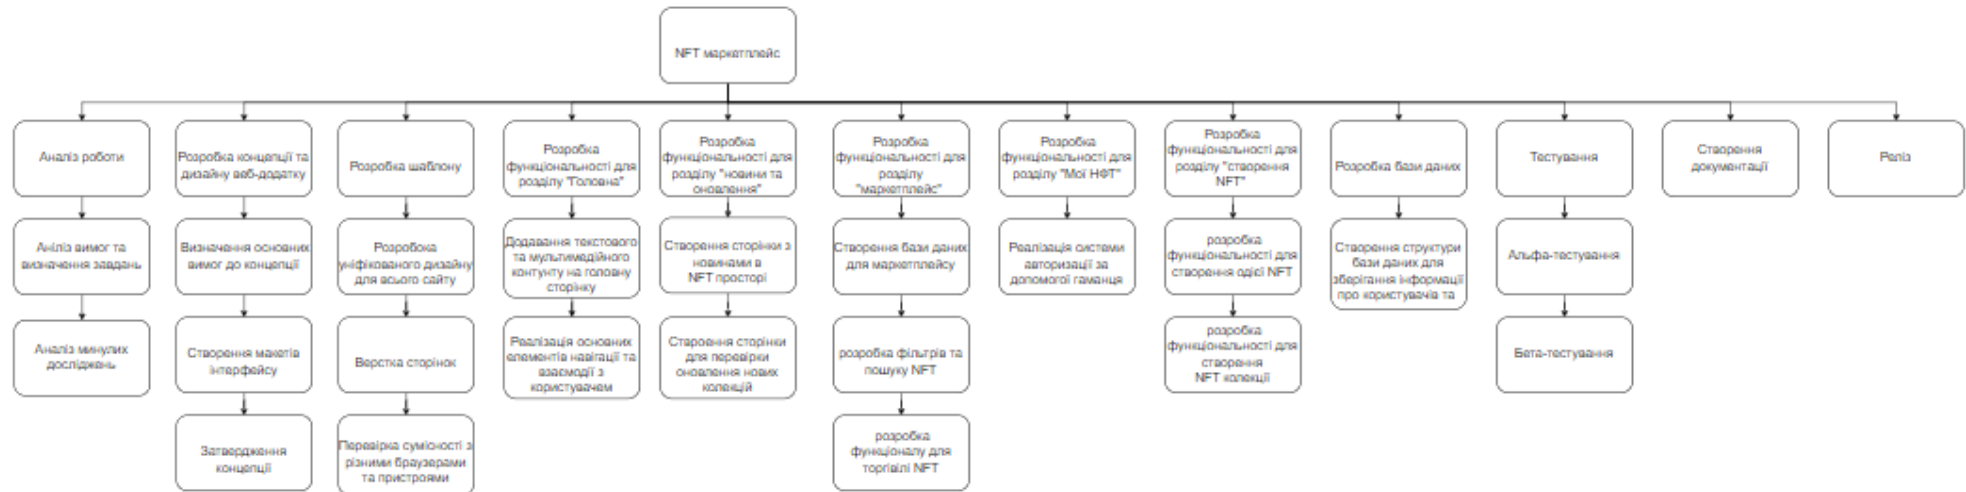 NFT маркетплейс
Аналіз роботи
Розробка концепції та
дизайну веб-додатку
Розробка шаблону
Розробка
функціональності для
розділу "Головна"
Розробка
функціональності для
розділу "новини та
оновлення"
Розробка
функціональності для
розділу
"маркетплейс"
Розробка
функціональності для
розділу "Мої НФТ"
Розробка
функціональності для
розділу "створення
NFT"
Розробка бази даних
Тестування
Створення
документації
Реліз
Аніліз вимог та
визначення завдань
Визначення основних
вимог до концепції
Розробока
уніфікованого дизайну
для всього сайту
Додавання текстового
та мультимедійного
контунту на головну
сторінку
Створення сторінки з
новинами в
NFT просторі
Створення бази даних
для маркетплейсу
Реалізація системи
авторизації за
допомогої гаманця
розробка
функціональності для
створення одієї NFT
Створення структури
бази даних для
зберігання інформації
про користувачів та
Альфа-тестування
Аналіз минулих
досліджень
Створення макетів
інтерфейсу
Верстка сторінок
Реалізація основних
елементів навігації та
взаємодії з
користувачем
Ставоення сторінки
для перевірки
оновлення нових
колекцій
розробка фільтрів та
пошуку NFT
розробка
функціональності для
створення
NFT колекції
Бета-тестування
Затвердження
концепції
Перевірка сумісності з
різними браузерами
та пристроями
розробка
функціоналу для
торгівілі NFT